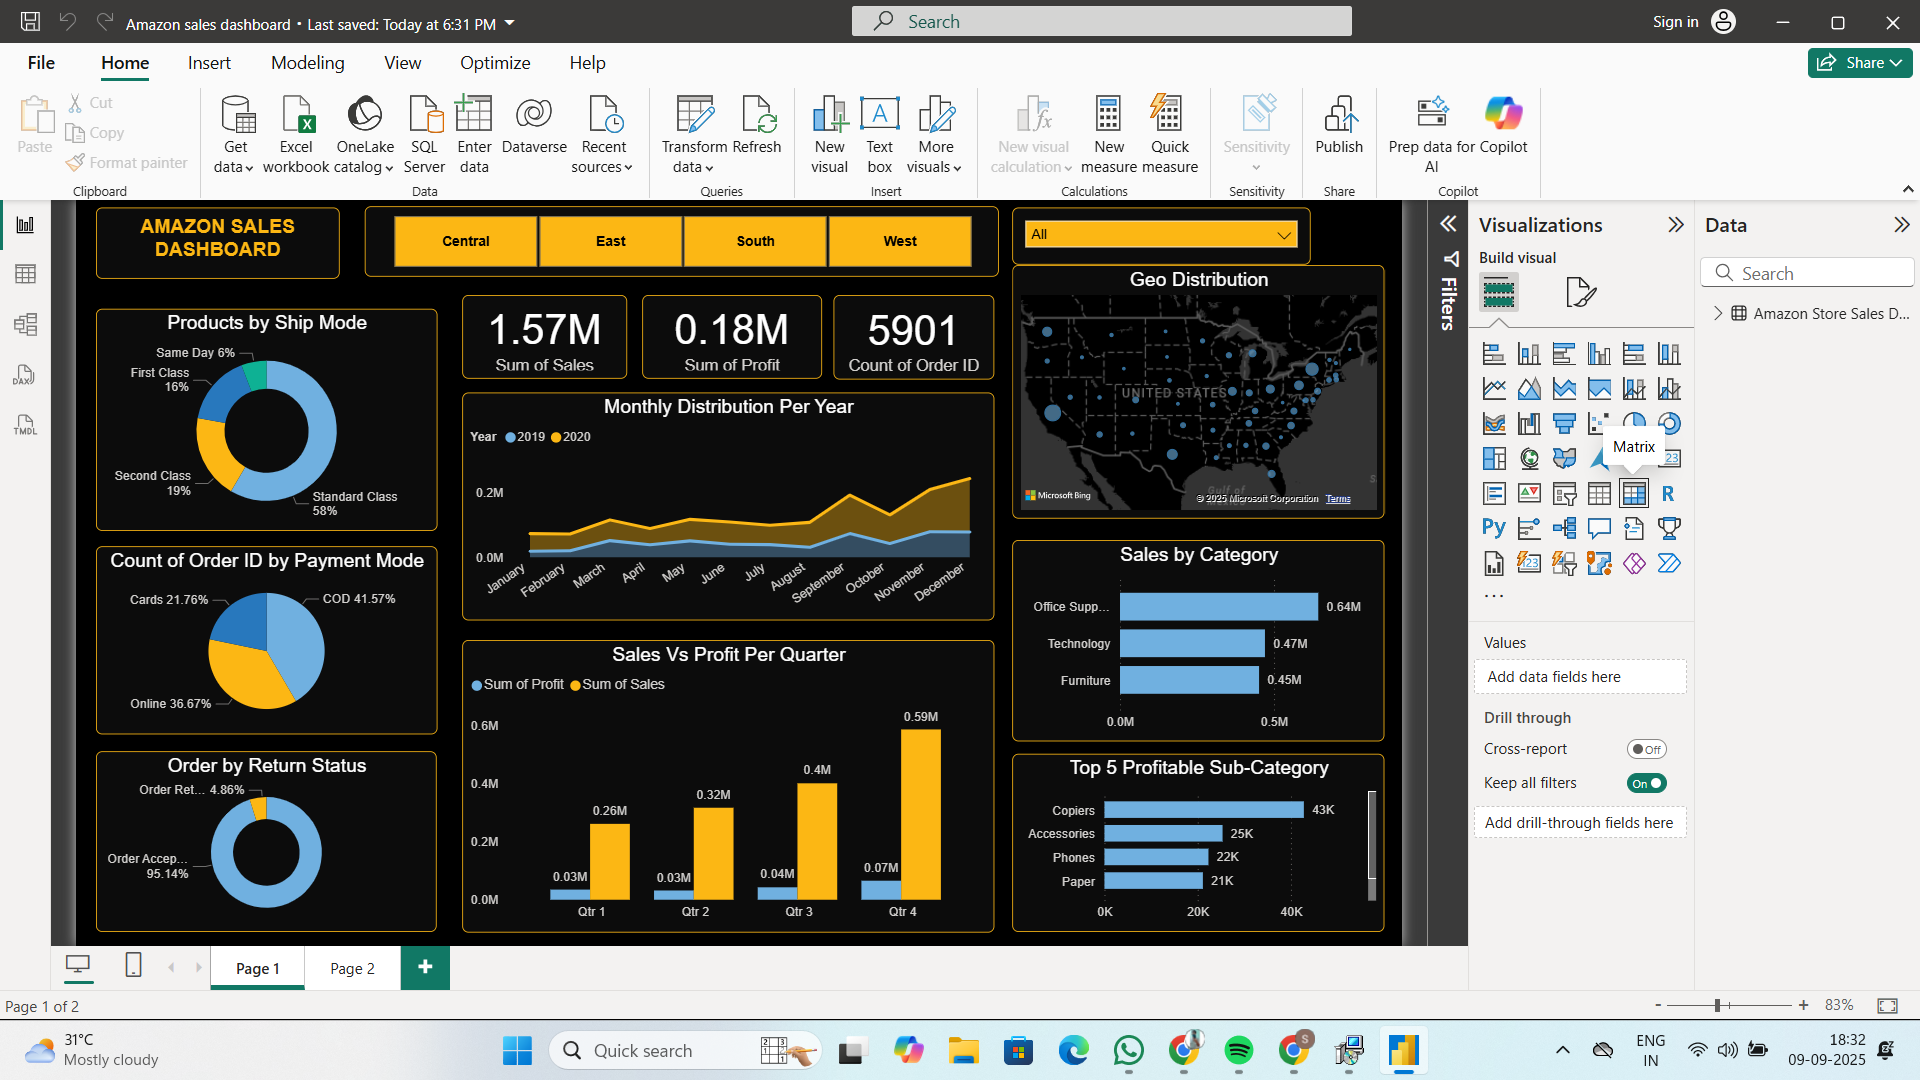 Amazon sales dashboard • Last saved: Today at 6:31 PM
Search
Sign in
File
Home
Insert
Modeling
View
Optimize
Help
Share
Paste
Cut
Copy
Format painter
Clipboard
Get data
Excel workbook
OneLake catalog
SQL Server
Enter data
Dataverse
Recent sources
Data
Transform data
Refresh
Queries
New visual
Text box
More visuals
Insert
New visual calculation
New measure
Quick measure
Calculations
Sensitivity
Sensitivity
Publish
Share
Prep data for AI
Copilot
Copilot
DAX
TMDL
AMAZON SALES
DASHBOARD
Central
East
South
West
All
Products by Ship Mode
Same Day 6%
First Class
16%
Second Class
19%
Standard Class
58%
1.57M
Sum of Sales
0.18M
Sum of Profit
5901
Count of Order ID
Geo Distribution
UNITED STATES
Gulf of
Microsoft Bing
© 2025 Microsoft Corporation
Terms
Monthly Distribution Per Year
Year
2019
2020
0.2M
0.0M
January
February
March
April
May
June
July
August
September
October
November
December
Count of Order ID by Payment Mode
Cards 21.76%
COD 41.57%
Online 36.67%
Sales by Category
Office Supp...
0.64M
Technology
0.47M
Furniture
0.45M
0.0M
0.5M
Sales Vs Profit Per Quarter
Sum of Profit
Sum of Sales
0.6M
0.4M
0.2M
0.0M
0.03M
0.26M
0.03M
0.32M
0.04M
0.4M
0.07M
0.59M
Qtr 1
Qtr 2
Qtr 3
Qtr 4
Order by Return Status
Order Ret... 4.86%
Order Accep...
95.14%
Top 5 Profitable Sub-Category
Copiers
43K
Accessories
25K
Phones
22K
Paper
21K
0K
20K
40K
Filters
Visualizations
Build visual
Matrix
123
R
Py
123
...
Values
Add data fields here
Drill through
Cross-report
Off
Keep all filters
On
Add drill-through fields here
Data
Search
Amazon Store Sales D...
Page 1
Page 2
+
Page 1 of 2
-
+
83%
31°C
Mostly cloudy
Quick search
S
ENG
IN
18:32
09-09-2025